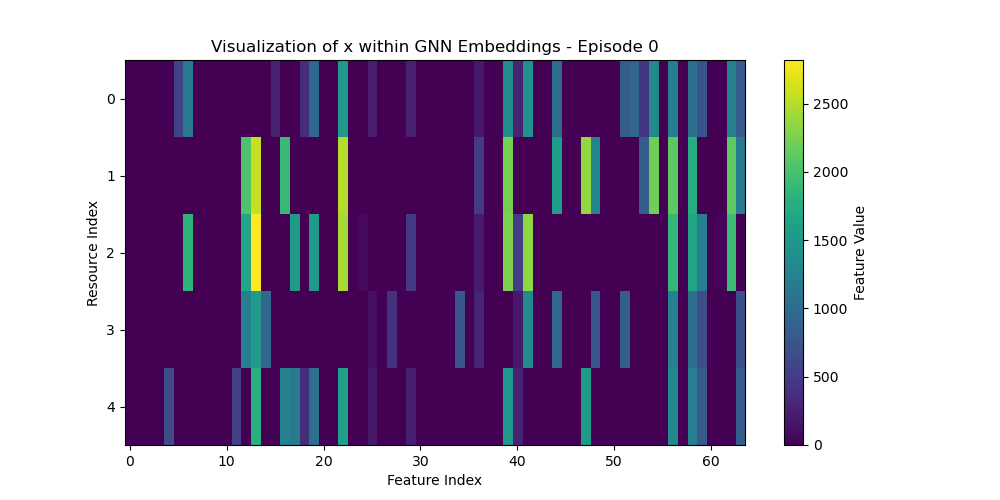 Visualization of x within GNN Embeddings - Episode 0
Resource Index
0
1
2
3
4
0 10 20 30 40 50 60
Feature Index
2500
2000
1500
1000
500
0
Feature Value